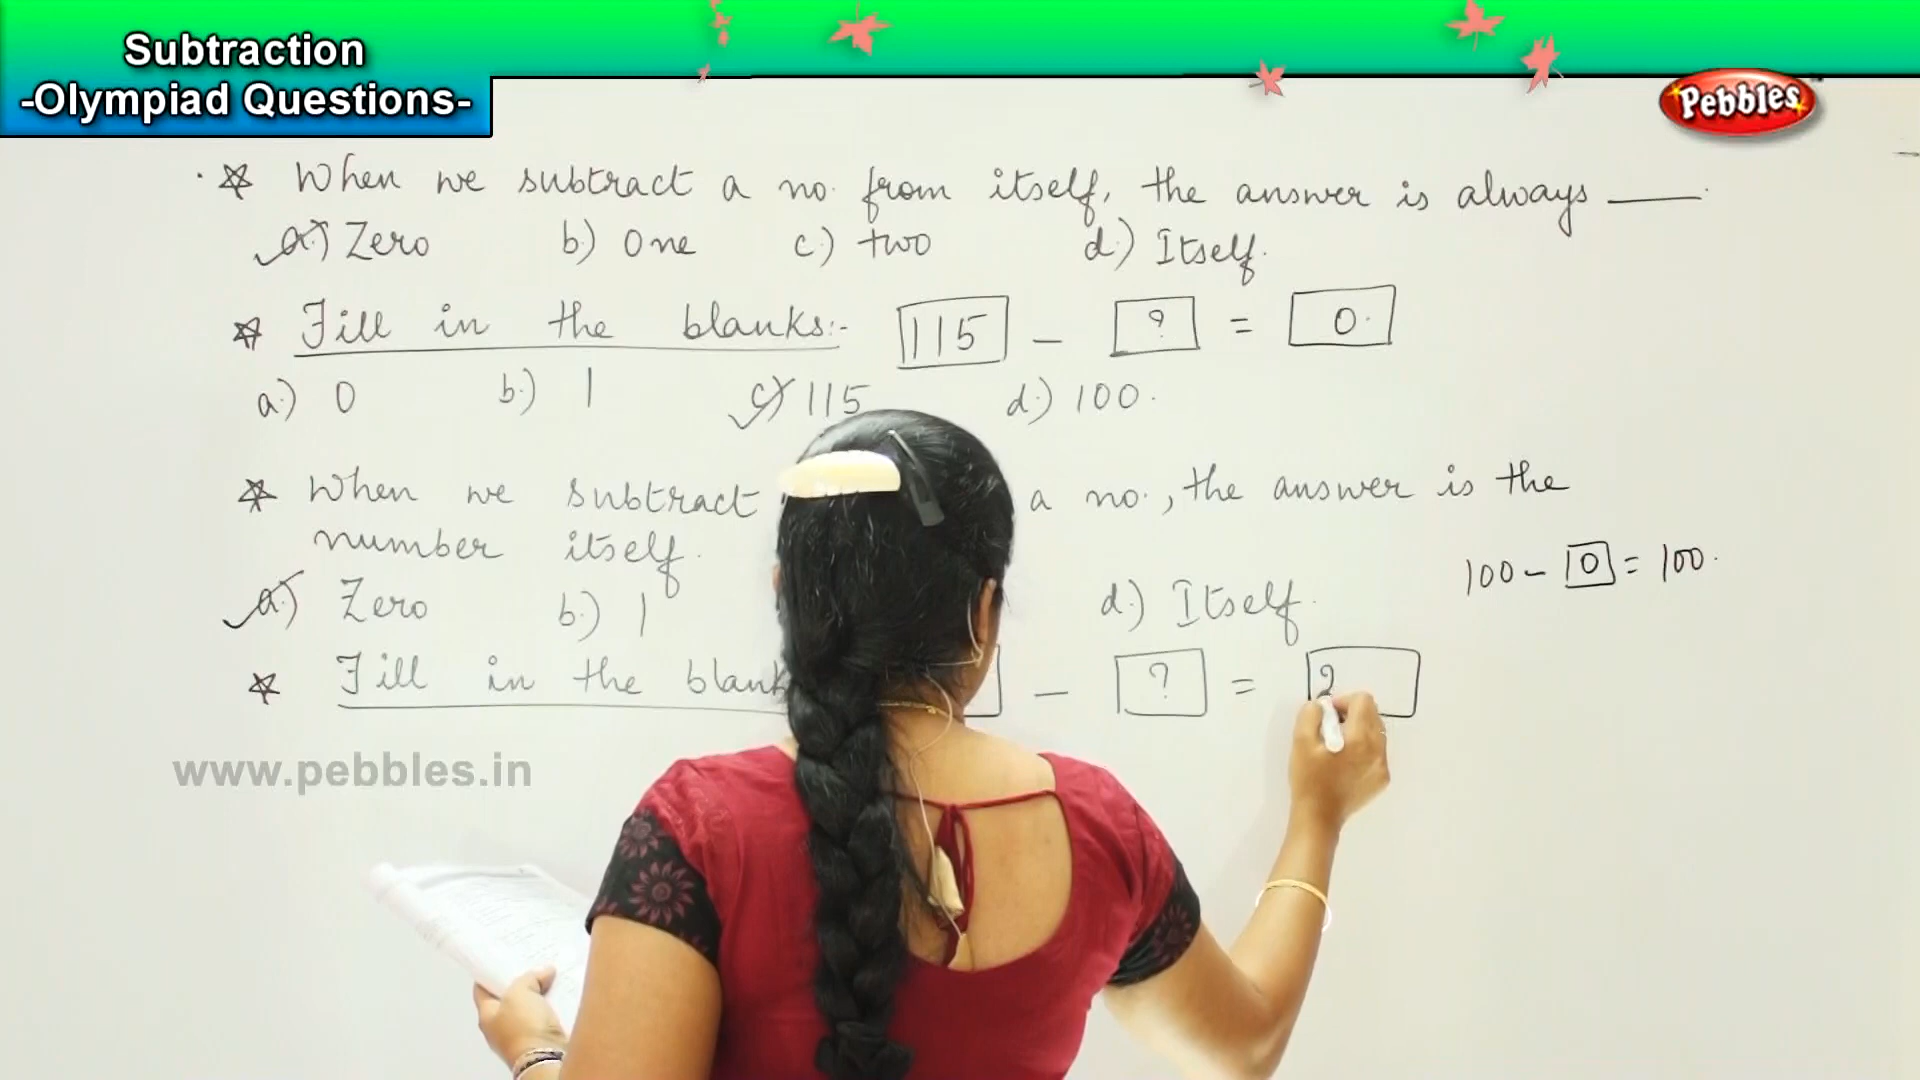 Subtraction
-Olympiad Questions-
Pebbles
When we subtract a no. from itself, the answer is always ____.
a.) Zero b.) One c.) two d.) Itself.
Fill in the blanks:- 115 - ? = 0.
a.) 0 b.) 1 c.) 115 d.) 100.
When we subtract a no., the answer is the
number itself.
100 - 0 = 100.
a.) Zero b.) 1 d.) Itself.
Fill in the blank - ? = 2
www.pebbles.in